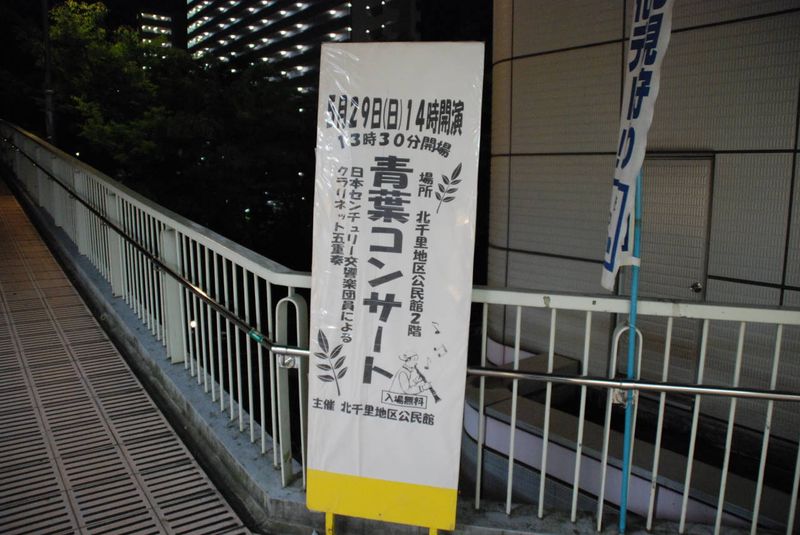 5月29日(日)14時開演
13時30分開場
場所 北千里地区公民館2階
青葉コンサート
日本センチュリー交響楽団員による
クラリネット五重奏
入場無料
主催 北千里地区公民館
見守り